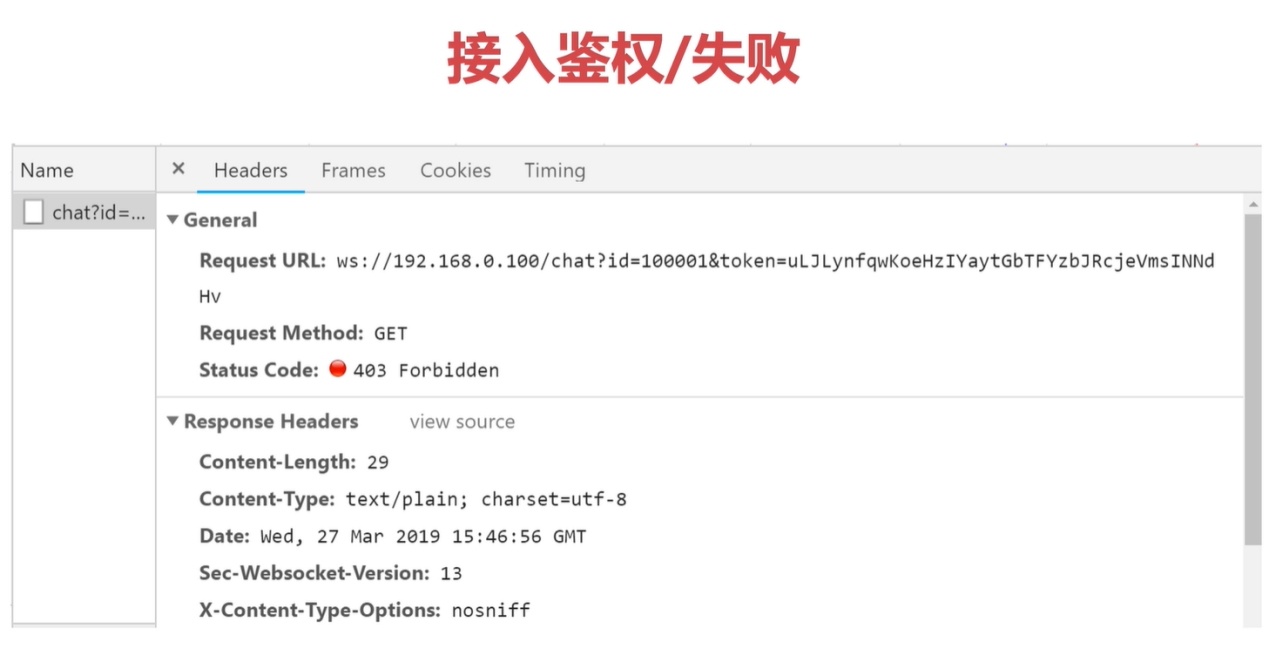 接入鉴权/失败
Name
× Headers Frames Cookies Timing
chat?id=...
▼ General
Request URL: ws://192.168.0.100/chat?id=100001&token=uLJLynfqwKoeHzIYaytGbTFYzbJRcjeVmsINNd
Hv
Request Method: GET
Status Code: 403 Forbidden
▼ Response Headers view source
Content-Length: 29
Content-Type: text/plain; charset=utf-8
Date: Wed, 27 Mar 2019 15:46:56 GMT
Sec-Websocket-Version: 13
X-Content-Type-Options: nosniff